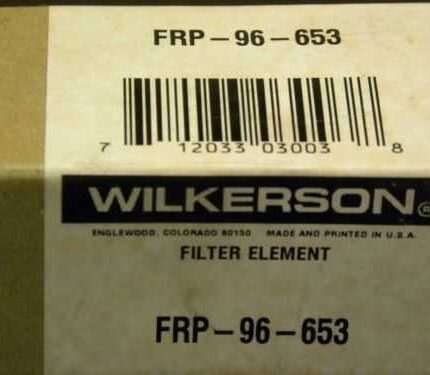 FRP-96-653
7 12033 03003 8
WILKERSON®
ENGLEWOOD, COLORADO 80150 MADE AND PRINTED IN U.S.A.
FILTER ELEMENT
FRP-96-653